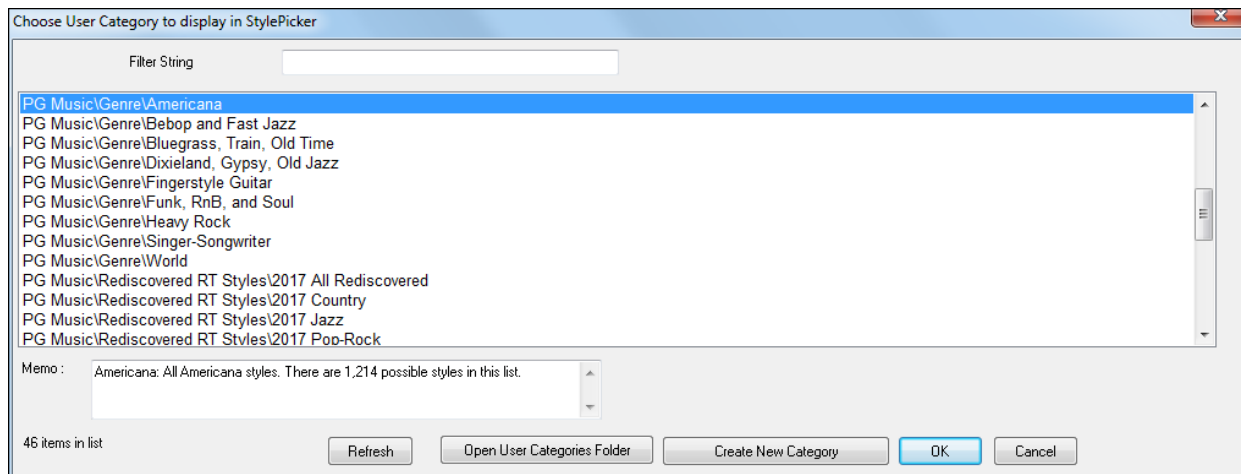 Choose User Category to display in StylePicker
Filter String
PG Music\Genre\Americana
PG Music\Genre\Bebop and Fast Jazz
PG Music\Genre\Bluegrass, Train, Old Time
PG Music\Genre\Dixieland, Gypsy, Old Jazz
PG Music\Genre\Fingerstyle Guitar
PG Music\Genre\Funk, RnB, and Soul
PG Music\Genre\Heavy Rock
PG Music\Genre\Singer-Songwriter
PG Music\Genre\World
PG Music\Rediscovered RT Styles\2017 All Rediscovered
PG Music\Rediscovered RT Styles\2017 Country
PG Music\Rediscovered RT Styles\2017 Jazz
PG Music\Rediscovered RT Styles\2017 Pop-Rock
Memo : Americana: All Americana styles. There are 1,214 possible styles in this list.
46 items in list Refresh Open User Categories Folder Create New Category OK Cancel